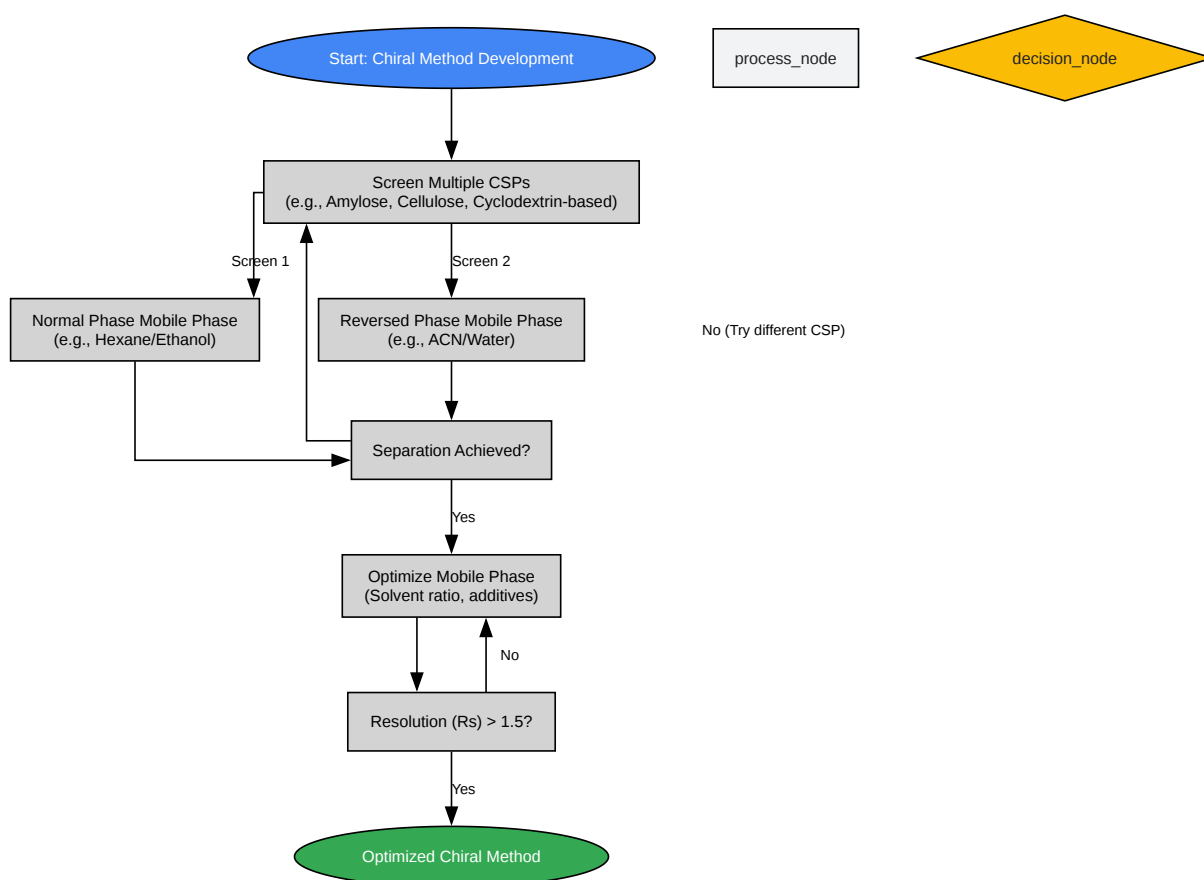 Start: Chiral Method Development
process_node
decision_node
Screen Multiple CSPs
(e.g., Amylose, Cellulose, Cyclodextrin-based)
Screen 1
Screen 2
Normal Phase Mobile Phase
(e.g., Hexane/Ethanol)
Reversed Phase Mobile Phase
(e.g., ACN/Water)
No (Try different CSP)
Separation Achieved?
Yes
Optimize Mobile Phase
(Solvent ratio, additives)
No
Resolution (Rs) > 1.5?
Yes
Optimized Chiral Method